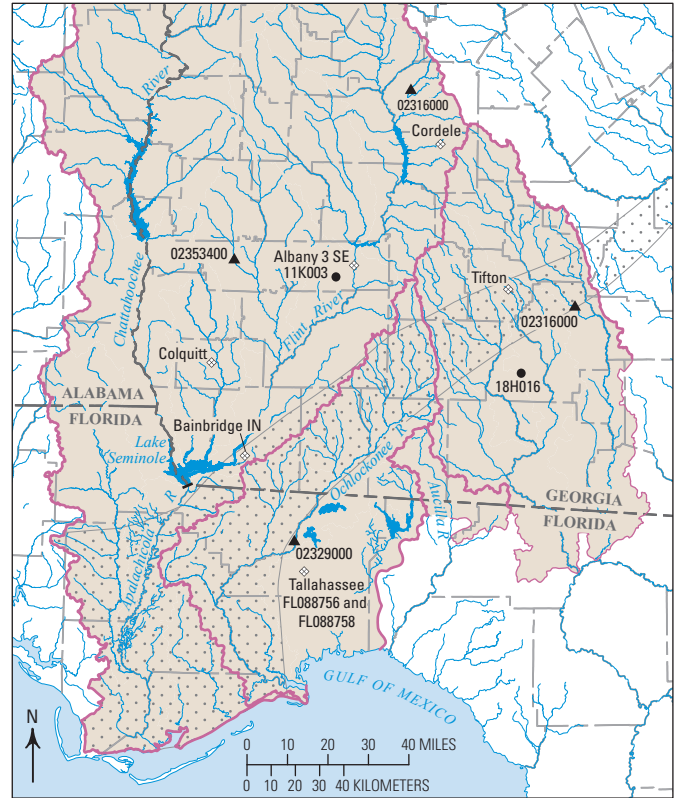 River
02316000
Cordele
Chattahoochee
02353400
Albany 3 SE
11K003
Tifton
Flint River
02316000
Colquitt
18H016
ALABAMA
FLORIDA
Bainbridge IN
Lake
Seminole
Ochlockonee R
Aucilla R
GEORGIA
FLORIDA
Apalachicola R
02329000
Tallahassee
FL088756 and
FL088758
GULF OF MEXICO
N
0 10 20 30 40 MILES
0 10 20 30 40 KILOMETERS